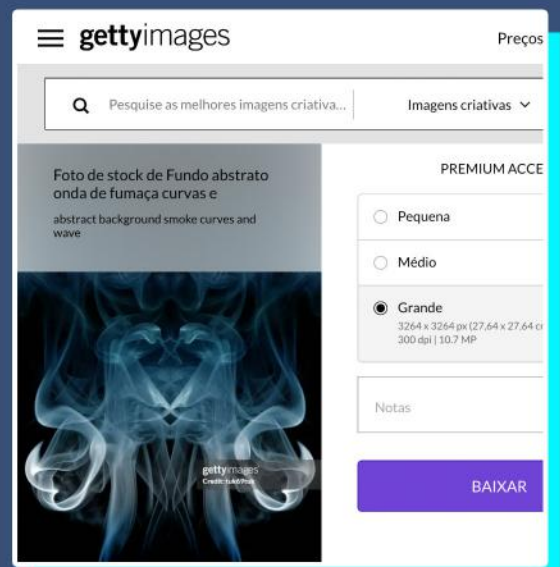 gettyimages
Preços
Pesquise as melhores imagens criativa...
Imagens criativas
Foto de stock de Fundo abstrato
onda de fumaça curvas e
abstract background smoke curves and
wave
PREMIUM ACCE
Pequena
Médio
Grande
3264 x 3264 px (27,64 x 27,64 c
300 dpi | 10.7 MP
Notas
BAIXAR
gettyimages